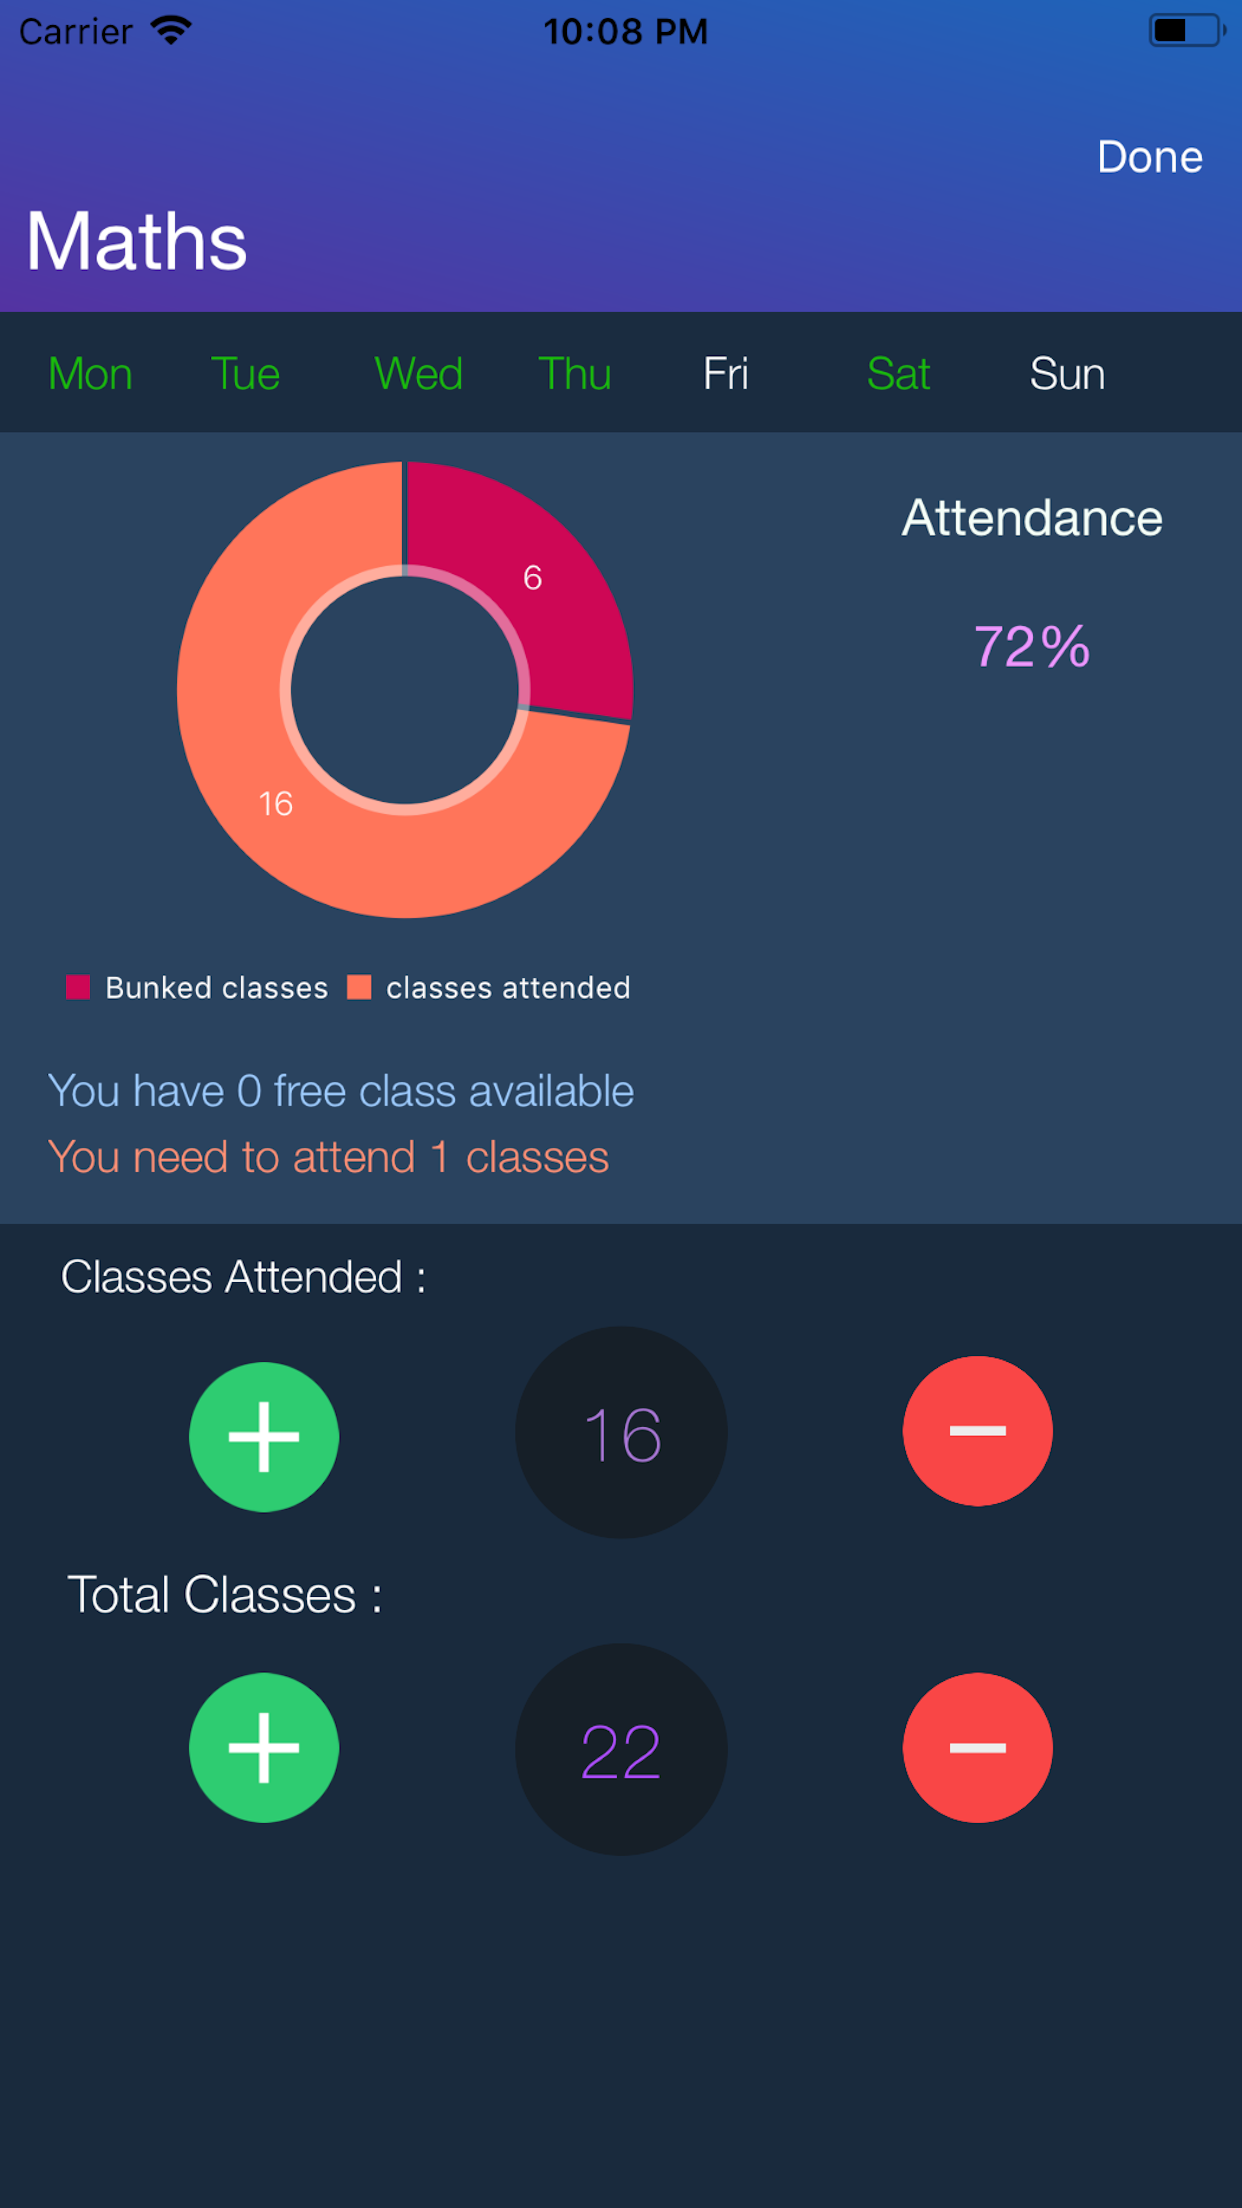 Carrier 10:08 PM
Done
Maths
Mon Tue Wed Thu Fri Sat Sun
Attendance
6
72%
16
Bunked classes classes attended
You have 0 free class available
You need to attend 1 classes
Classes Attended :
16
Total Classes :
22